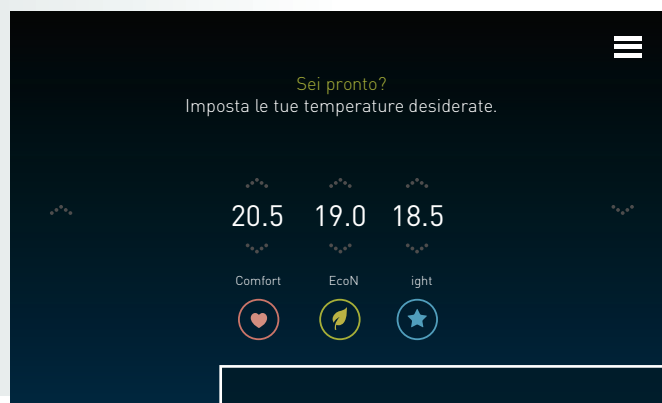 Sei pronto?
Imposta le tue temperature desiderate.
20.5 19.0 18.5
Comfort EcoN ight